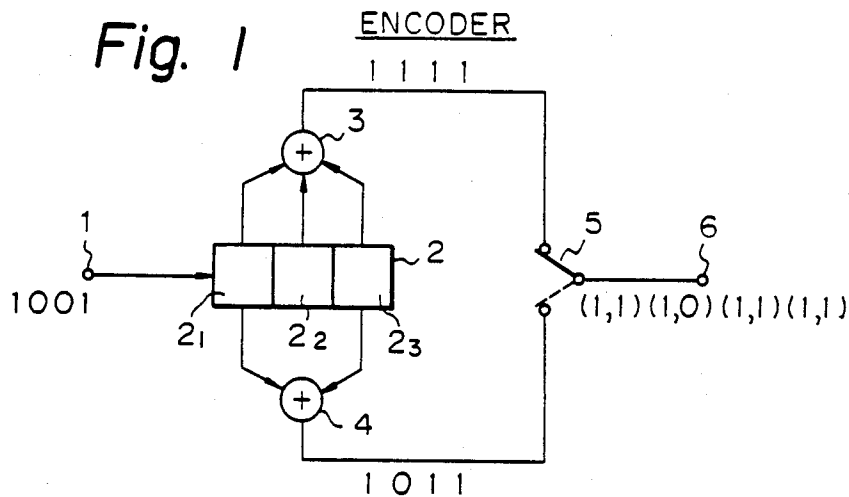 Fig. 1
ENCODER
1 1 1 1
3
1
2
5
6
1001
2₁
2₂
2₃
(1,1)(1,0)(1,1)(1,1)
4
1 0 1 1